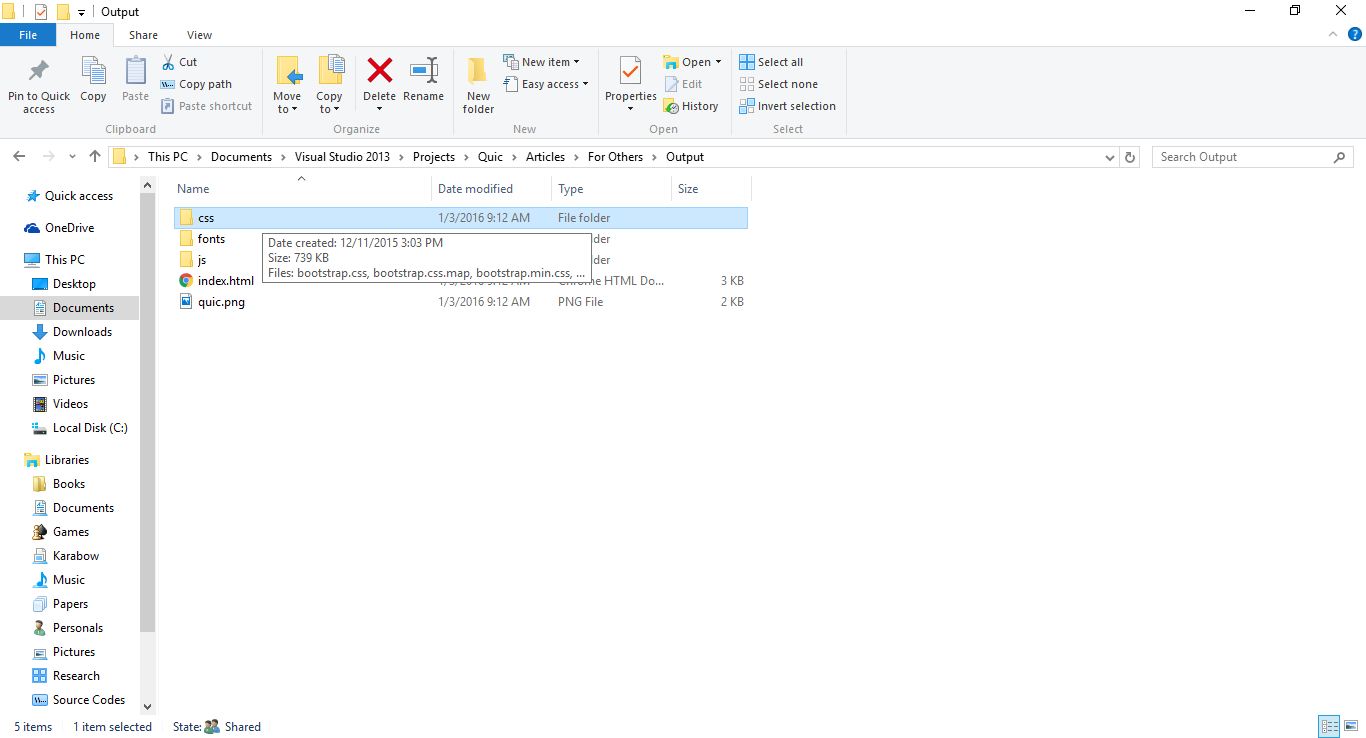 Output
File Home Share View
Pin to Quick access
Copy
Paste
Cut
Copy path
Paste shortcut
Clipboard
Move to
Copy to
Delete
Rename
Organize
New folder
New item
Easy access
New
Properties
Open
Edit
History
Open
Select all
Select none
Invert selection
Select
This PC > Documents > Visual Studio 2013 > Projects > Quic > Articles > For Others > Output
Search Output
Name Date modified Type Size
css 1/3/2016 9:12 AM File folder
fonts lder
Date created: 12/11/2015 3:03 PM
Size: 739 KB
Files: bootstrap.css, bootstrap.css.map, bootstrap.min.css, ...
js lder
index.html 1/3/2016 9:12 AM Chrome HTML Do... 3 KB
quic.png 1/3/2016 9:12 AM PNG File 2 KB
Quick access
OneDrive
This PC
Desktop
Documents
Downloads
Music
Pictures
Videos
Local Disk (C:)
Libraries
Books
Documents
Games
Karabow
Music
Papers
Personals
Pictures
Research
Source Codes
5 items 1 item selected State: Shared